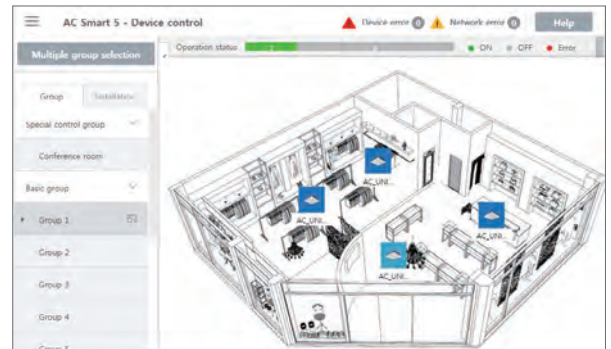 AC Smart 5 - Device control
Device error 0
Network error 0
Help
Multiple group selection
Operation status
ON
OFF
Error
Group
Installation
Special control group
Conference room
Basic group
Group 1
Group 2
Group 3
Group 4
AC_UNI...
AC_UNI...
AC_UNI...
AC_UNI...